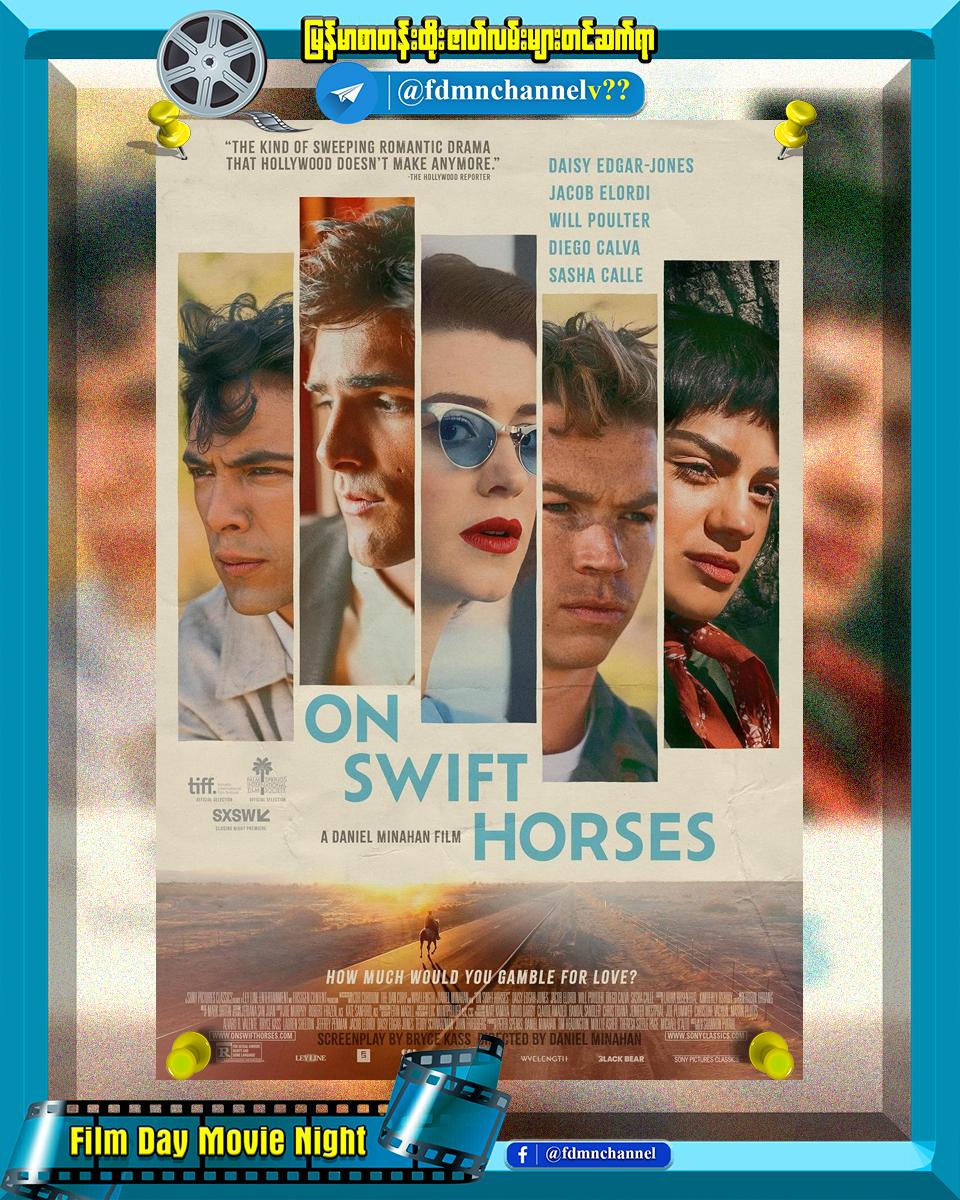 မြန်မာစာတန်းထိုးဇာတ်လမ်းများတင်ဆက်ရာ
@fdmnchannelv??
“THE KIND OF SWEEPING ROMANTIC DRAMA
THAT HOLLYWOOD DOESN’T MAKE ANYMORE.”
-THE HOLLYWOOD REPORTER
DAISY EDGAR-JONES
JACOB ELORDI
WILL POULTER
DIEGO CALVA
SASHA CALLE
ON
SWIFT
HORSES
A DANIEL MINAHAN FILM
tiff.
OFFICIAL SELECTION
OFFICIAL SELECTION
SXSW
CLOSING NIGHT PREMIERE
HOW MUCH WOULD YOU GAMBLE FOR LOVE?
SCREENPLAY BY BRYCE KASS
BY DANIEL MINAHAN
WWW.ONSWIFTHORSES.COM
WWW.SONYCLASSICS.COM
R
LEY LINE
WAVELENGTH
BLACK BEAR
SONY PICTURES CLASSICS
Film Day Movie Night
f @fdmnchannel